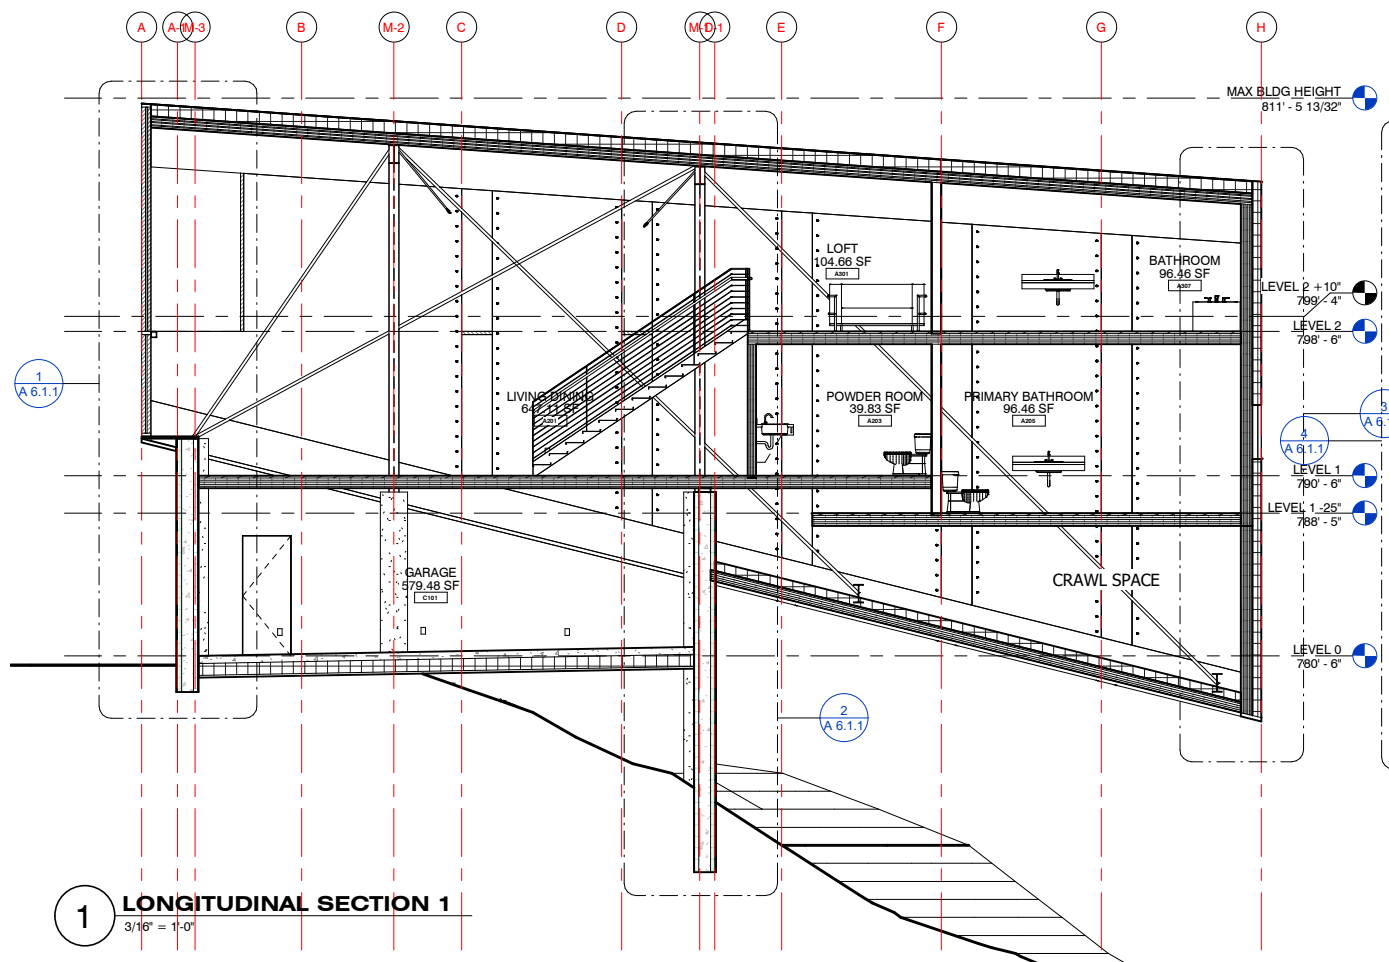 A
A-1
M-3
B
M-2
C
D
M-1
D-1
E
F
G
H
MAX BLDG HEIGHT
811' - 5 13/32"
LOFT
104.66 SF
A301
BATHROOM
96.46 SF
A307
LEVEL 2 +10"
799' - 4"
LEVEL 2
798' - 6"
1
A 6.1.1
LIVING DINING
647.11 SF
A201
POWDER ROOM
39.83 SF
A203
PRIMARY BATHROOM
96.46 SF
A205
3
A 6.1
4
A 6.1.1
LEVEL 1
790' - 6"
LEVEL 1 -25"
788' - 5"
GARAGE
579.48 SF
C101
CRAWL SPACE
LEVEL 0
780' - 6"
2
A 6.1.1
1
LONGITUDINAL SECTION 1
3/16" = 1'-0"